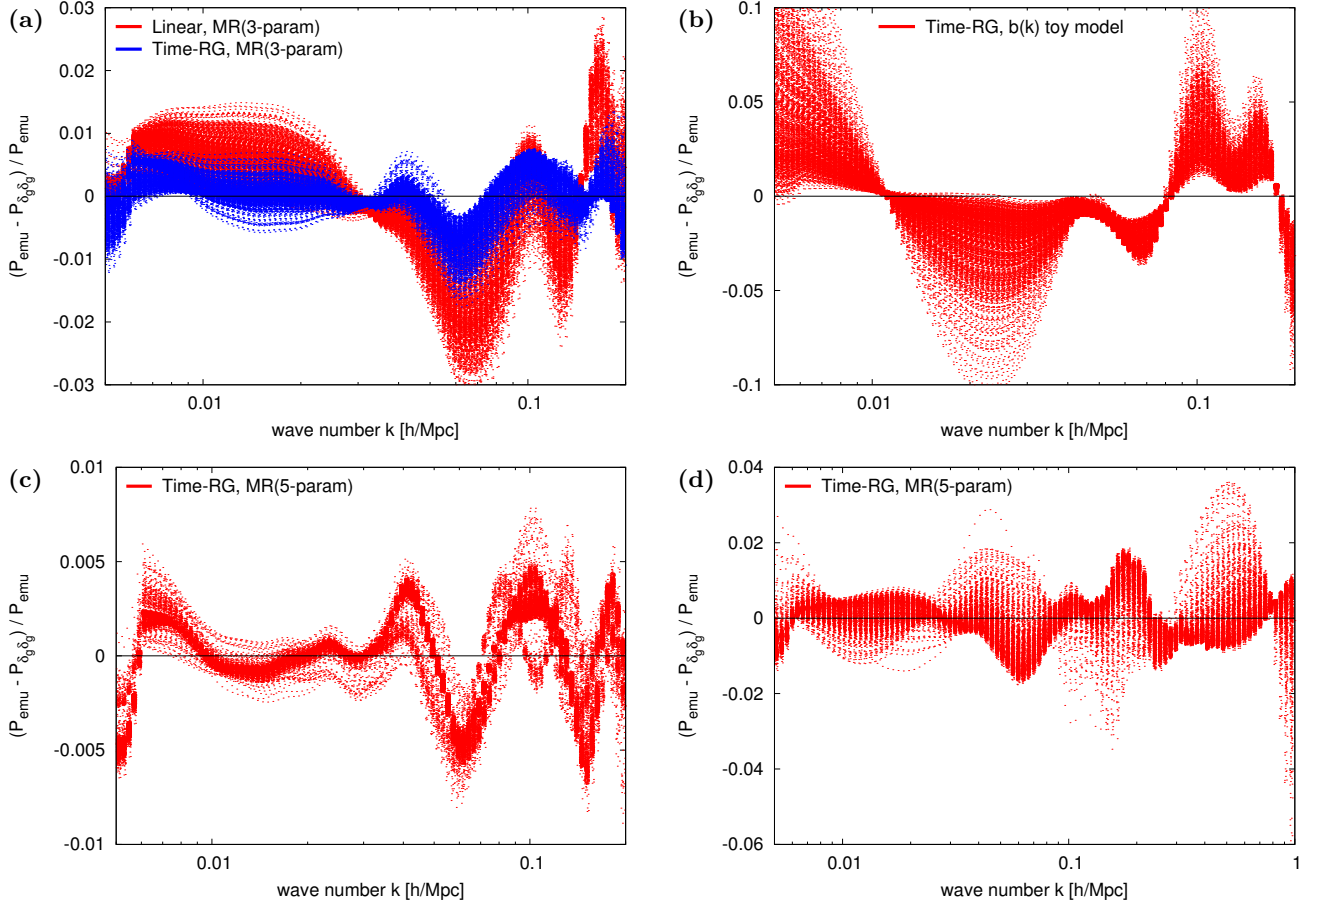 (a)
0.03
0.02
0.01
0
-0.01
-0.02
-0.03
(P_emu - P_δ_gδ_g) / P_emu
Linear, MR(3-param)
Time-RG, MR(3-param)
0.01
0.1
wave number k [h/Mpc]
(b)
0.1
0.05
0
-0.05
-0.1
(P_emu - P_δ_gδ_g) / P_emu
Time-RG, b(k) toy model
0.01
0.1
wave number k [h/Mpc]
(c)
0.01
0.005
0
-0.005
-0.01
(P_emu - P_δ_gδ_g) / P_emu
Time-RG, MR(5-param)
0.01
0.1
wave number k [h/Mpc]
(d)
0.04
0.02
0
-0.02
-0.04
-0.06
(P_emu - P_δ_gδ_g) / P_emu
Time-RG, MR(5-param)
0.01
0.1
1
wave number k [h/Mpc]